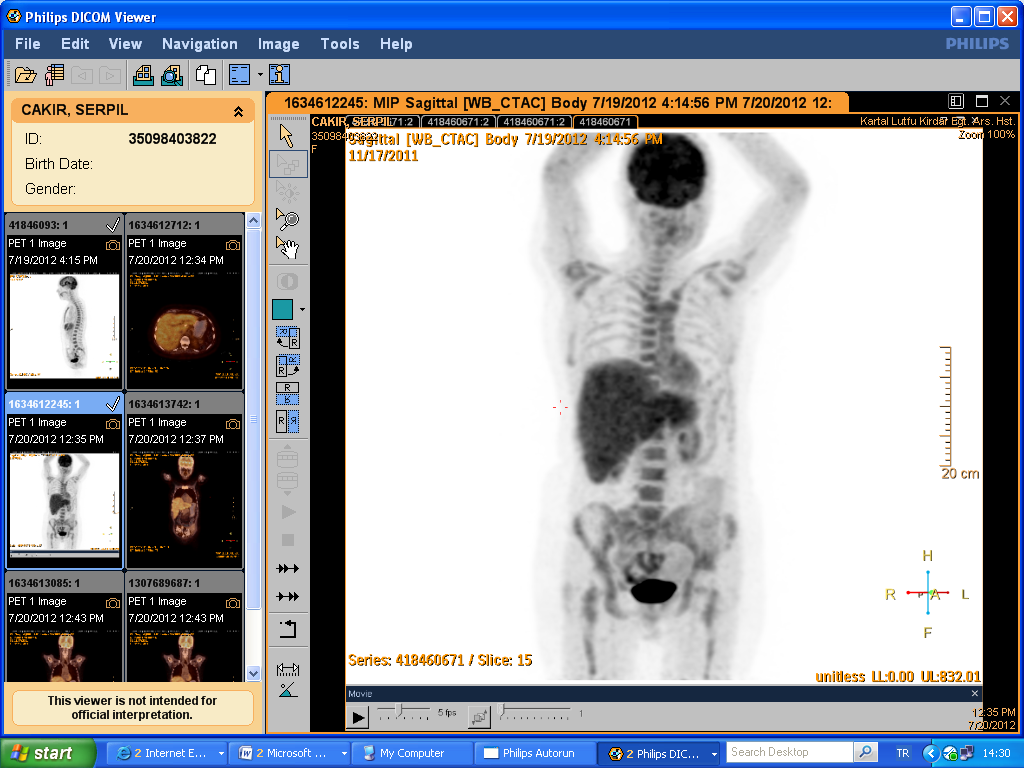 Philips DICOM Viewer
File Edit View Navigation Image Tools Help
PHILIPS
CAKIR, SERPIL
ID: 35098403822
Birth Date:
Gender:
41846093: 1
PET 1 Image
7/19/2012 4:15 PM
1634612712: 1
PET 1 Image
7/20/2012 12:34 PM
1634612245: 1
PET 1 Image
7/20/2012 12:35 PM
1634613742: 1
PET 1 Image
7/20/2012 12:37 PM
1634613085: 1
PET 1 Image
7/20/2012 12:43 PM
1307689687: 1
PET 1 Image
7/20/2012 12:43 PM
This viewer is not intended for
official interpretation.
1634612245: MIP Sagittal [WB_CTAC] Body 7/19/2012 4:14:56 PM 7/20/2012 12:
418460671:2 418460671:2 418460671
CAKIR, SERPIL
35098403822
F
Kartal Lutfu Kirdar Egt. Ars. Hst.
Zoom 100%
Sagittal [WB_CTAC] Body 7/19/2012 4:14:56 PM
11/17/2011
20 cm
H
R A L
F
Series: 418460671 / Slice: 15
unitless LL:0.00 UL:832.01
Movie
5 fps
1
12:35 PM
7/20/2012
start
2 Internet E...
2 Microsoft ...
My Computer
Philips Autorun
2 Philips DIC...
Search Desktop
TR
14:30